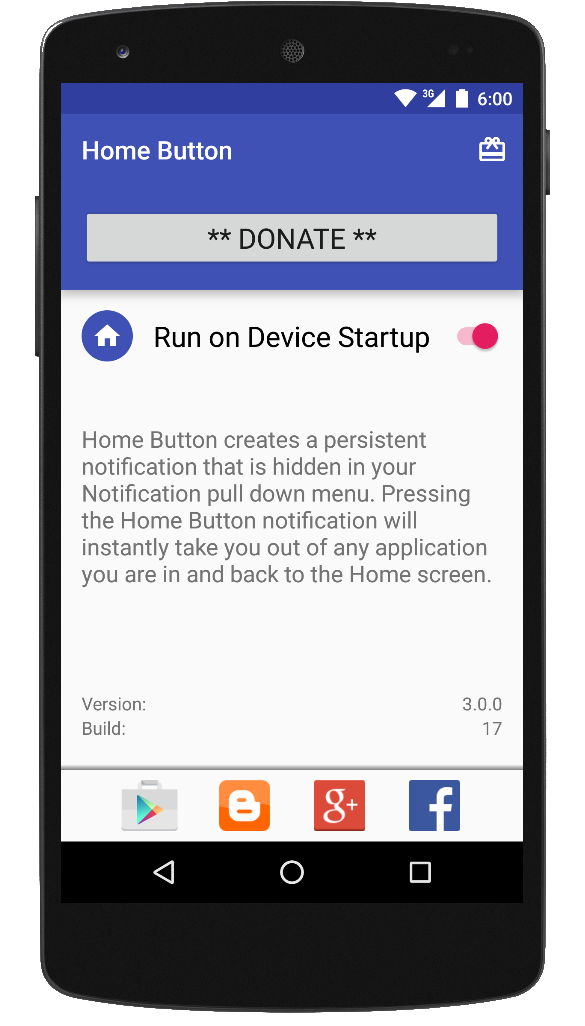 3G 6:00
Home Button
** DONATE **
Run on Device Startup
Home Button creates a persistent
notification that is hidden in your
Notification pull down menu. Pressing
the Home Button notification will
instantly take you out of any application
you are in and back to the Home screen.
Version: 3.0.0
Build: 17
g+ f